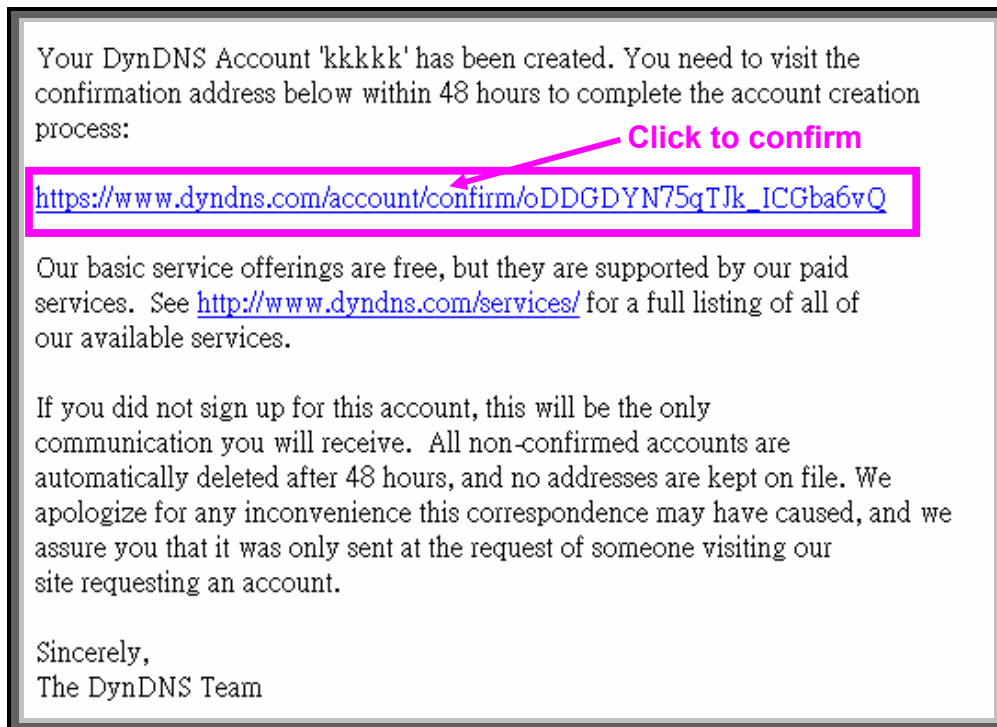 Your DynDNS Account 'kkkkk' has been created. You need to visit the
confirmation address below within 48 hours to complete the account creation
process:
Click to confirm
https://www.dyndns.com/account/confirm/oDDGDYN75qTJk_ICGba6vQ
Our basic service offerings are free, but they are supported by our paid
services.  See http://www.dyndns.com/services/ for a full listing of all of
our available services.
If you did not sign up for this account, this will be the only
communication you will receive.  All non-confirmed accounts are
automatically deleted after 48 hours, and no addresses are kept on file. We
apologize for any inconvenience this correspondence may have caused, and we
assure you that it was only sent at the request of someone visiting our
site requesting an account.
Sincerely,
The DynDNS Team